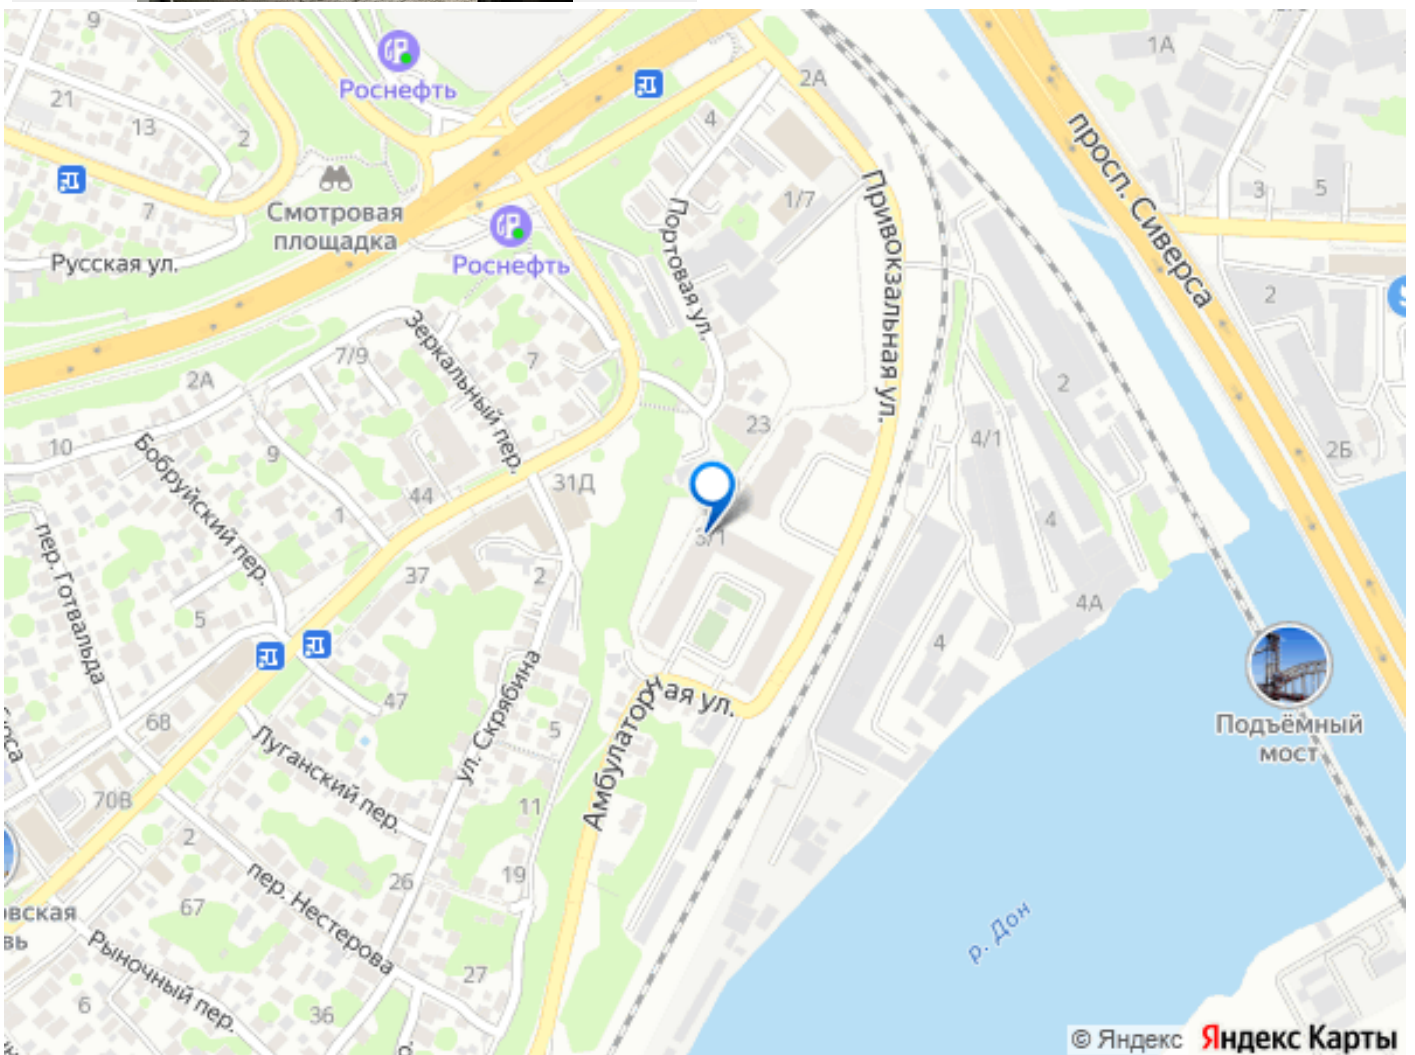 21
13
2
7
Роснефть
Смотровая
площадка
Русская ул.
Роснефть
4
2А
1А
1/7
Портовая ул.
Привокзальная ул.
просп. Сиверса
3
5
2
2Б
7/9
2А
10
9
7
Зеркальный пер.
Бобруйский пер.
44
31Д
1
23
3/1
2
4/1
4
4А
4
пер. Готвальда
37
2
5
47
68
70В
Луганский пер.
ул. Скрябина
5
11
Амбулаторная ул.
2
26
19
67
пер. Нестерова
Рыночный пер.
27
36
6
овская
вь
р. Дон
Подъёмный
мост
© Яндекс Яндекс Карты